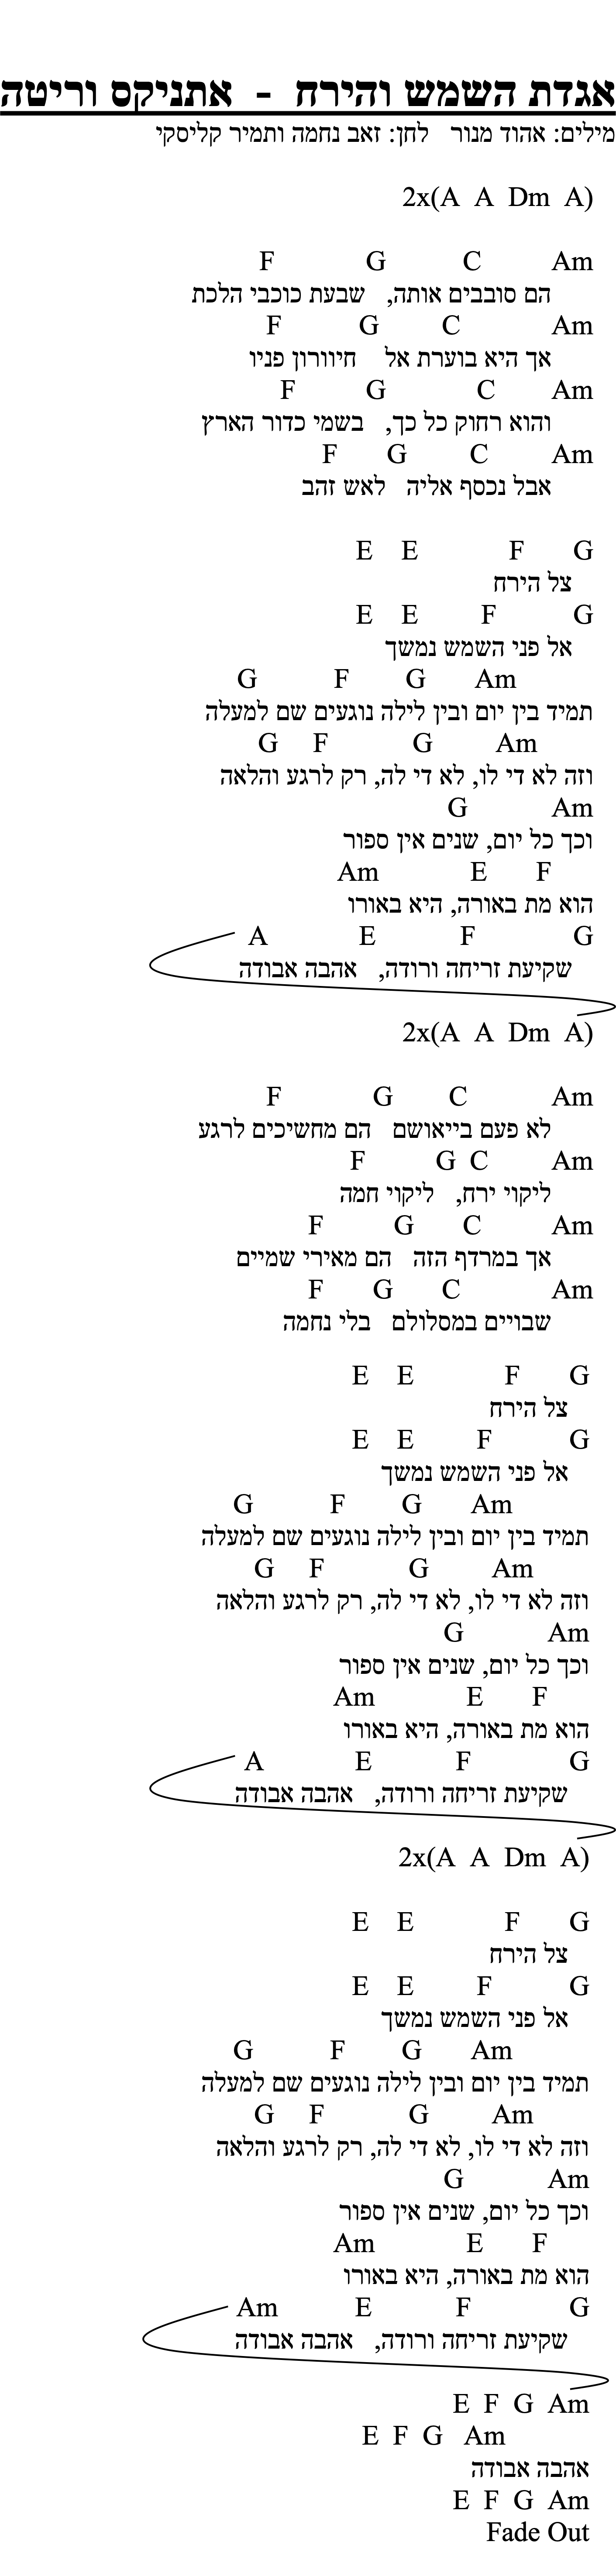 אגדת השמש והירח - אתניקס וריטה
מילים: אהוד מנור   לחן: זאב נחמה ותמיר קליסקי
2x(A A Dm A)
F G C Am
הם סובבים אותה,   שבעת כוכבי הלכת
F G C Am
אך היא בוערת אל   חיוורון פניו
F G C Am
והוא רחוק כל כך,   בשמי כדור הארץ
F G C Am
אבל נכסף אליה   לאש זהב
E E F G
צל הירח
E E F G
אל פני השמש נמשך
G F G Am
תמיד בין יום ובין לילה נוגעים שם למעלה
G F G Am
וזה לא די לו, לא די לה, רק לרגע והלאה
G Am
וכך כל יום, שנים אין ספור
Am E F
הוא מת באורה, היא באורו
A E F G
שקיעת זריחה ורודה,   אהבה אבודה
2x(A A Dm A)
F G C Am
לא פעם בייאושם   הם מחשיכים לרגע
F G C Am
ליקוי ירח,   ליקוי חמה
F G C Am
אך במרדף הזה   הם מאירי שמיים
F G C Am
שבויים במסלולם   בלי נחמה
E E F G
צל הירח
E E F G
אל פני השמש נמשך
G F G Am
תמיד בין יום ובין לילה נוגעים שם למעלה
G F G Am
וזה לא די לו, לא די לה, רק לרגע והלאה
G Am
וכך כל יום, שנים אין ספור
Am E F
הוא מת באורה, היא באורו
A E F G
שקיעת זריחה ורודה,   אהבה אבודה
2x(A A Dm A)
E E F G
צל הירח
E E F G
אל פני השמש נמשך
G F G Am
תמיד בין יום ובין לילה נוגעים שם למעלה
G F G Am
וזה לא די לו, לא די לה, רק לרגע והלאה
G Am
וכך כל יום, שנים אין ספור
Am E F
הוא מת באורה, היא באורו
Am E F G
שקיעת זריחה ורודה,   אהבה אבודה
E F G Am
E F G Am
אהבה אבודה
E F G Am
Fade Out